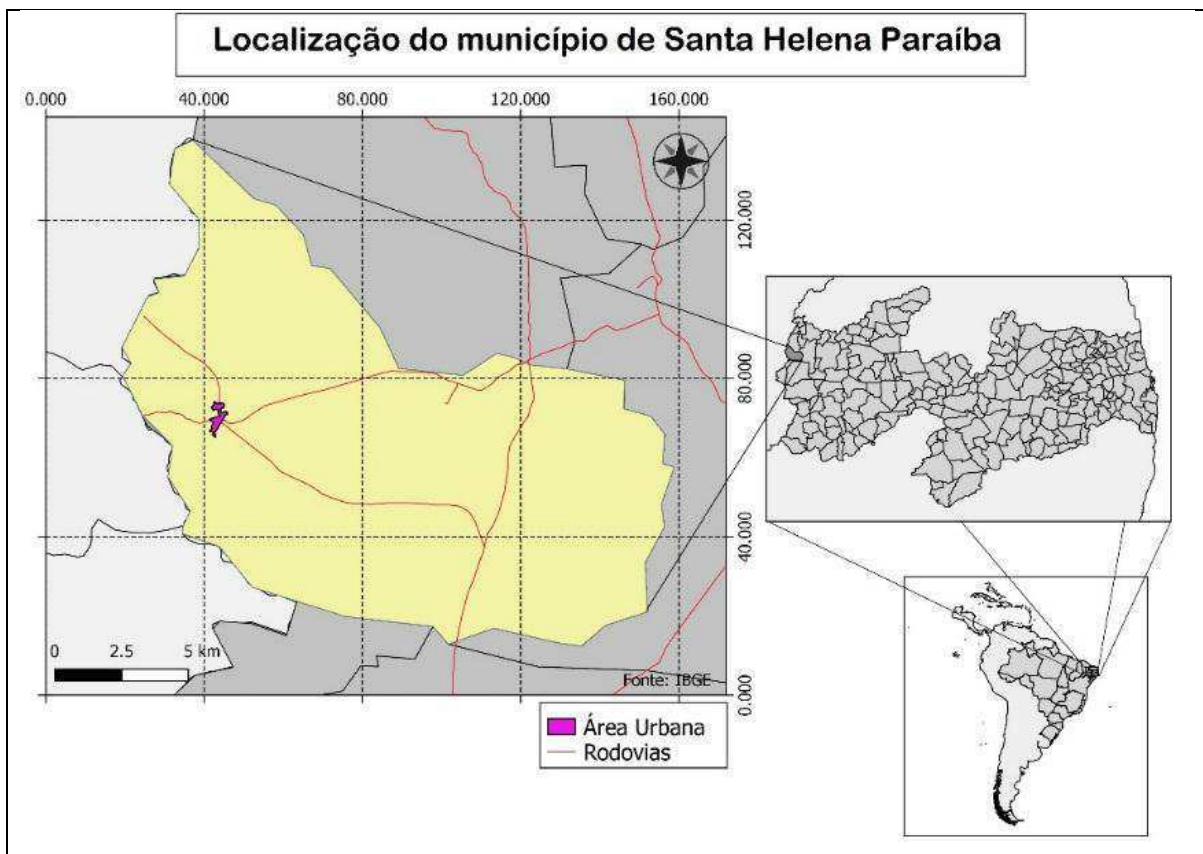 Localização do município de Santa Helena Paraíba
0.000 40.000 80.000 120.000 160.000
120.000
80.000
40.000
0.000
0 2.5 5 km
Fonte: IBGE
Área Urbana
Rodovias